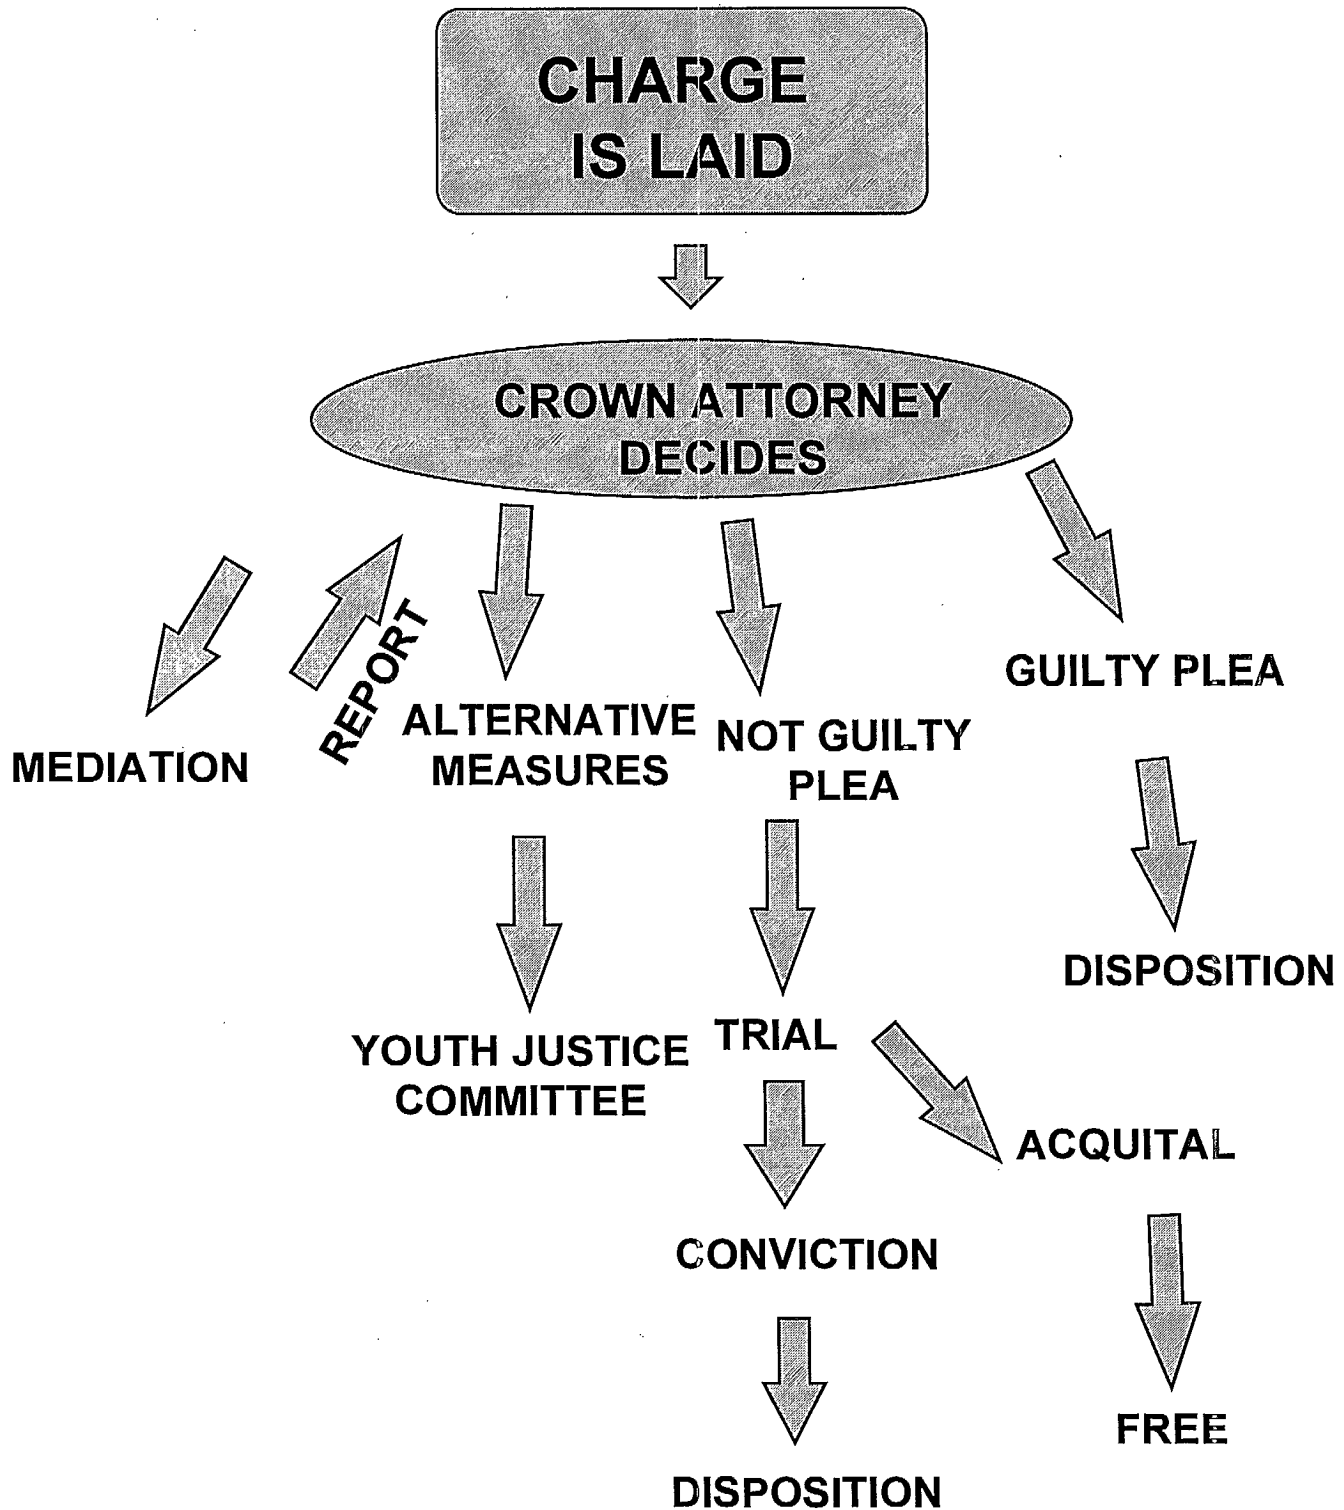 CHARGE
IS LAID
CROWN ATTORNEY
DECIDES
REPORT
MEDIATION
ALTERNATIVE
MEASURES
NOT GUILTY
PLEA
GUILTY PLEA
YOUTH JUSTICE
COMMITTEE
TRIAL
DISPOSITION
ACQUITAL
CONVICTION
FREE
DISPOSITION